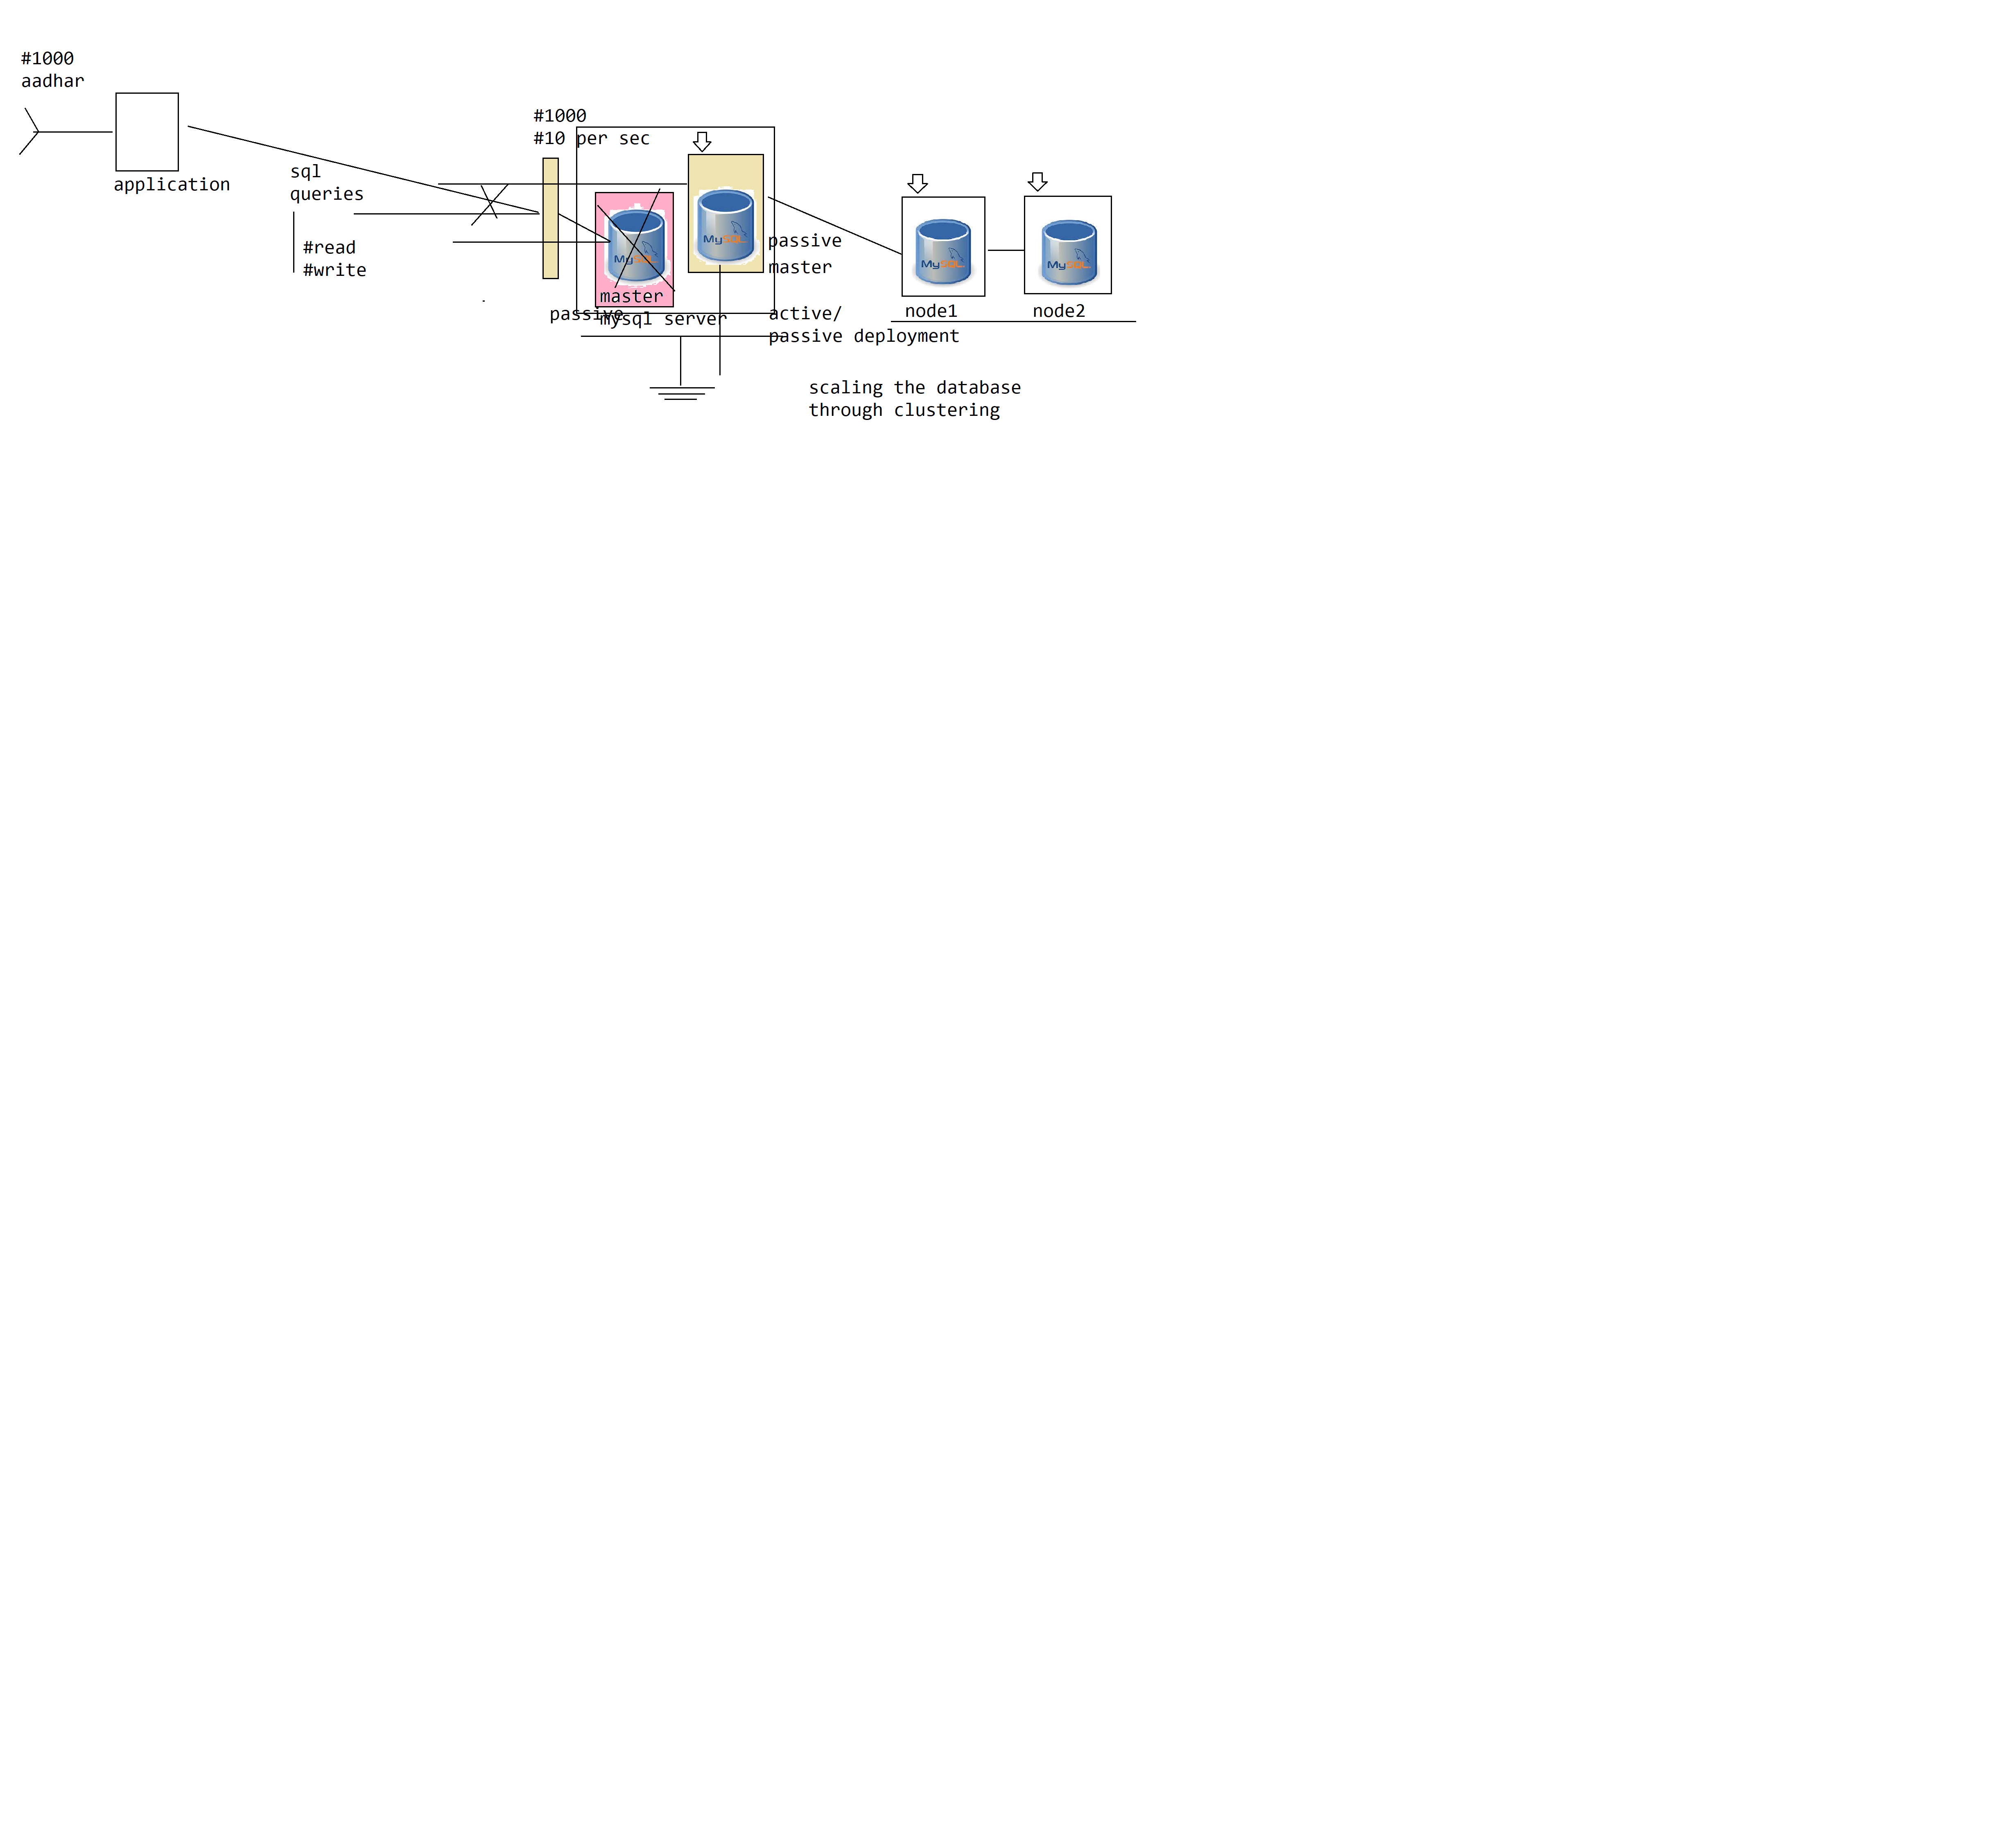 #1000
aadhar
application
sql
queries
#read
#write
#1000
#10 per sec
MySQL
master
passive
mysql server
MySQL
passive
master
active/
passive deployment
MySQL
node1
MySQL
node2
scaling the database
through clustering